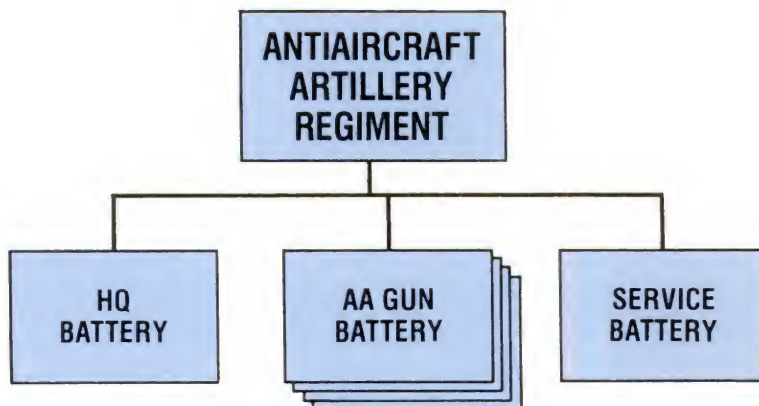 ANTIAIRCRAFT
ARTILLERY
REGIMENT
HQ
BATTERY
AA GUN
BATTERY
SERVICE
BATTERY